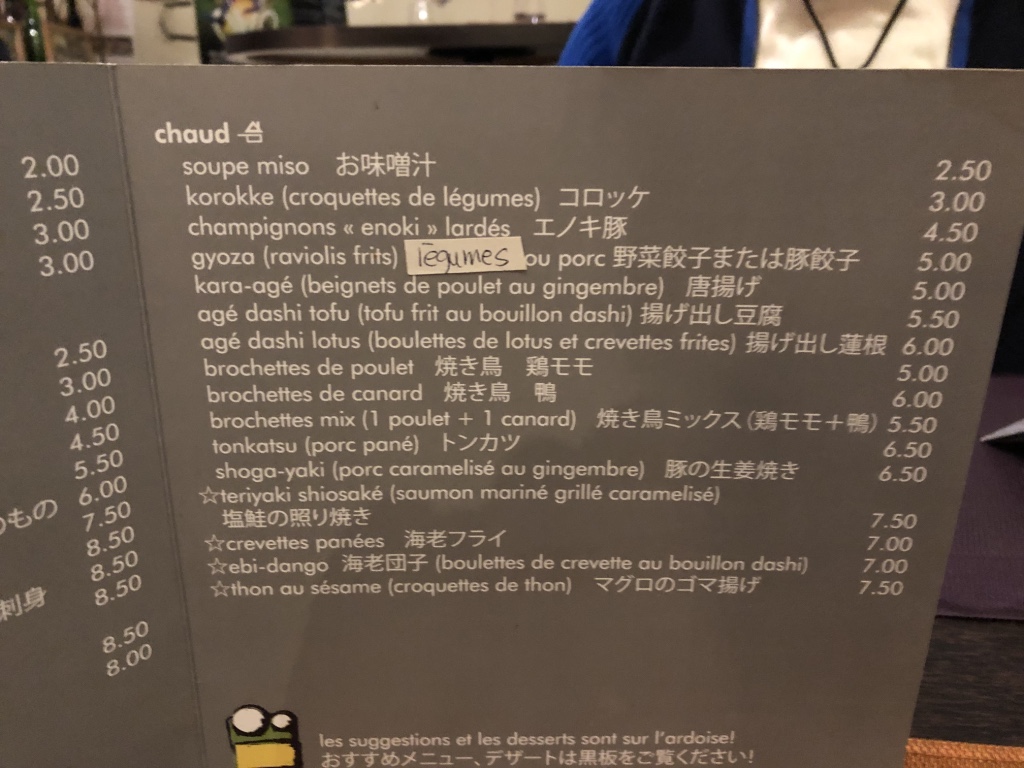 2.00
2.50
3.00
3.00
2.50
3.00
4.00
4.50
5.50
6.00
のもの 7.50
8.50
8.50
刺身 8.50
8.50
8.00
chaud
soupe miso お味噌汁 2.50
korokke (croquettes de légumes) コロッケ 3.00
champignons « enoki » lardés エノキ豚 4.50
gyoza (raviolis frits) légumes ou porc 野菜餃子または豚餃子 5.00
kara-agé (beignets de poulet au gingembre) 唐揚げ 5.00
agé dashi tofu (tofu frit au bouillon dashi) 揚げ出し豆腐 5.50
agé dashi lotus (boulettes de lotus et crevettes frites) 揚げ出し蓮根 6.00
brochettes de poulet 焼き鳥 鶏モモ 5.00
brochettes de canard 焼き鳥 鴨 6.00
brochettes mix (1 poulet + 1 canard) 焼き鳥ミックス（鶏モモ＋鴨） 5.50
tonkatsu (porc pané) トンカツ 6.50
shoga-yaki (porc caramelisé au gingembre) 豚の生姜焼き 6.50
☆teriyaki shiosaké (saumon mariné grillé caramelisé)
塩鮭の照り焼き 7.50
☆crevettes panées 海老フライ 7.00
☆ebi-dango 海老団子 (boulettes de crevette au bouillon dashi) 7.00
☆thon au sésame (croquettes de thon) マグロのゴマ揚げ 7.50
les suggestions et les desserts sont sur l'ardoise!
おすすめメニュー、デザートは黒板をご覧ください!